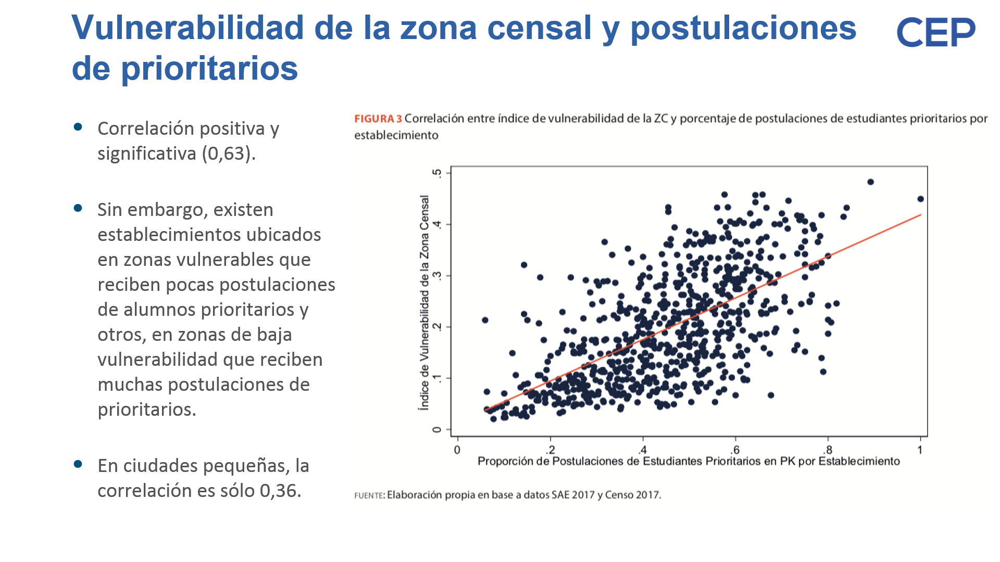 Vulnerabilidad de la zona censal y postulaciones
de prioritarios
CEP
Correlación positiva y
significativa (0,63).
Sin embargo, existen
establecimientos ubicados
en zonas vulnerables que
reciben pocas postulaciones
de alumnos prioritarios y
otros, en zonas de baja
vulnerabilidad que reciben
muchas postulaciones de
prioritarios.
En ciudades pequeñas, la
correlación es sólo 0,36.
FIGURA 3 Correlación entre índice de vulnerabilidad de la ZC y porcentaje de postulaciones de estudiantes prioritarios por
establecimiento
Índice de Vulnerabilidad de la Zona Censal
.5
.4
.3
.2
.1
0
0 .2 .4 .6 .8 1
Proporción de Postulaciones de Estudiantes Prioritarios en PK por Establecimiento
FUENTE: Elaboración propia en base a datos SAE 2017 y Censo 2017.